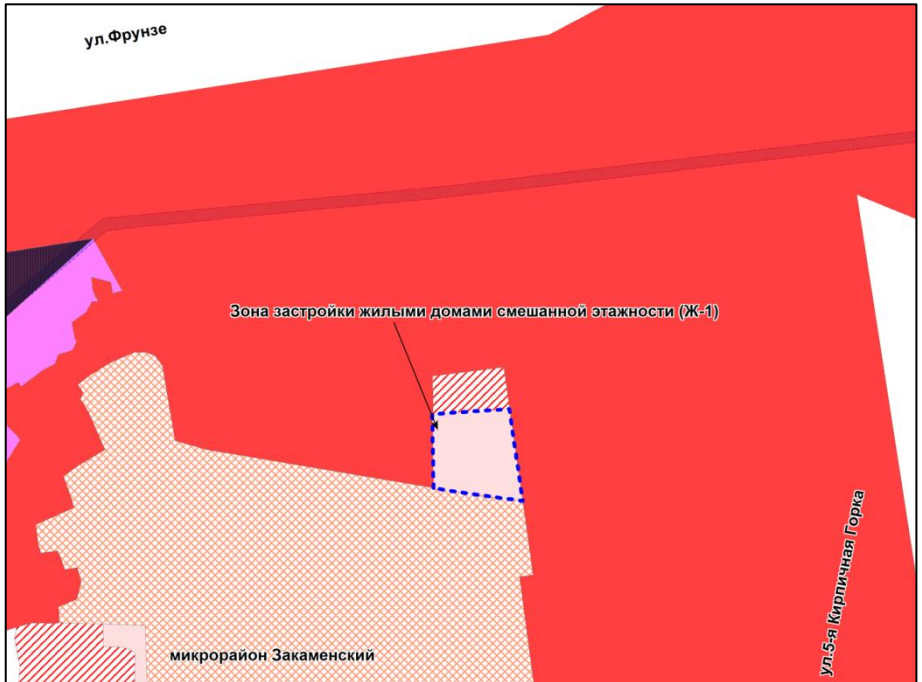 ул.Фрунзе
Зона застройки жилыми домами смешанной этажности (Ж-1)
ул.5-я Кирпичная Горка
микрорайон Закаменский